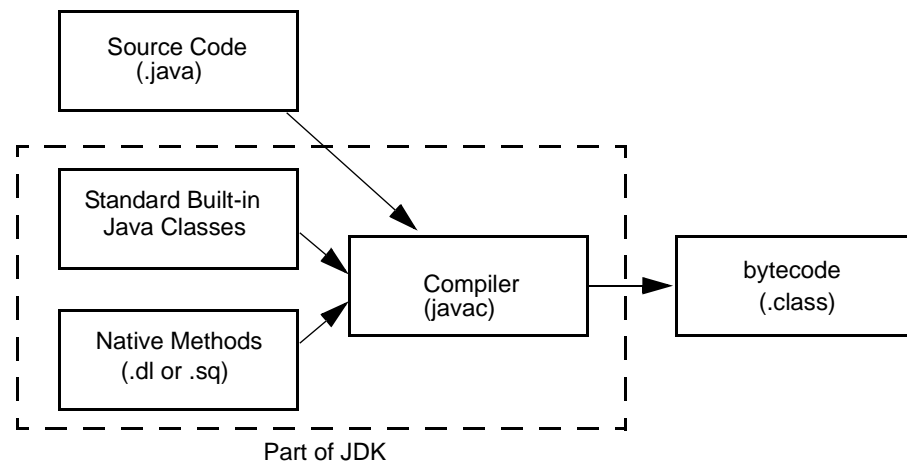 Source Code
(.java)
Standard Built-in
Java Classes
Native Methods
(.dl or .sq)
Compiler
(javac)
bytecode
(.class)
Part of JDK